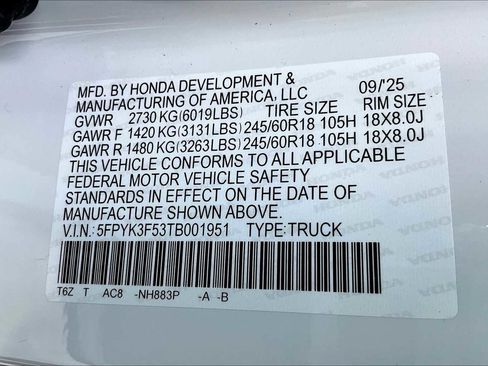 MFD. BY HONDA DEVELOPMENT &
MANUFACTURING OF AMERICA, LLC 09/'25
GVWR 2730 KG(6019LBS) TIRE SIZE RIM SIZE
GAWR F 1420 KG(3131LBS) 245/60R18 105H 18X8.0J
GAWR R 1480 KG(3263LBS) 245/60R18 105H 18X8.0J
THIS VEHICLE CONFORMS TO ALL APPLICABLE
FEDERAL MOTOR VEHICLE SAFETY
STANDARDS IN EFFECT ON THE DATE OF
MANUFACTURE SHOWN ABOVE.
V.I.N.: 5FPYK3F53TB001951 TYPE:TRUCK
T6Z T AC8 -NH883P -A -B